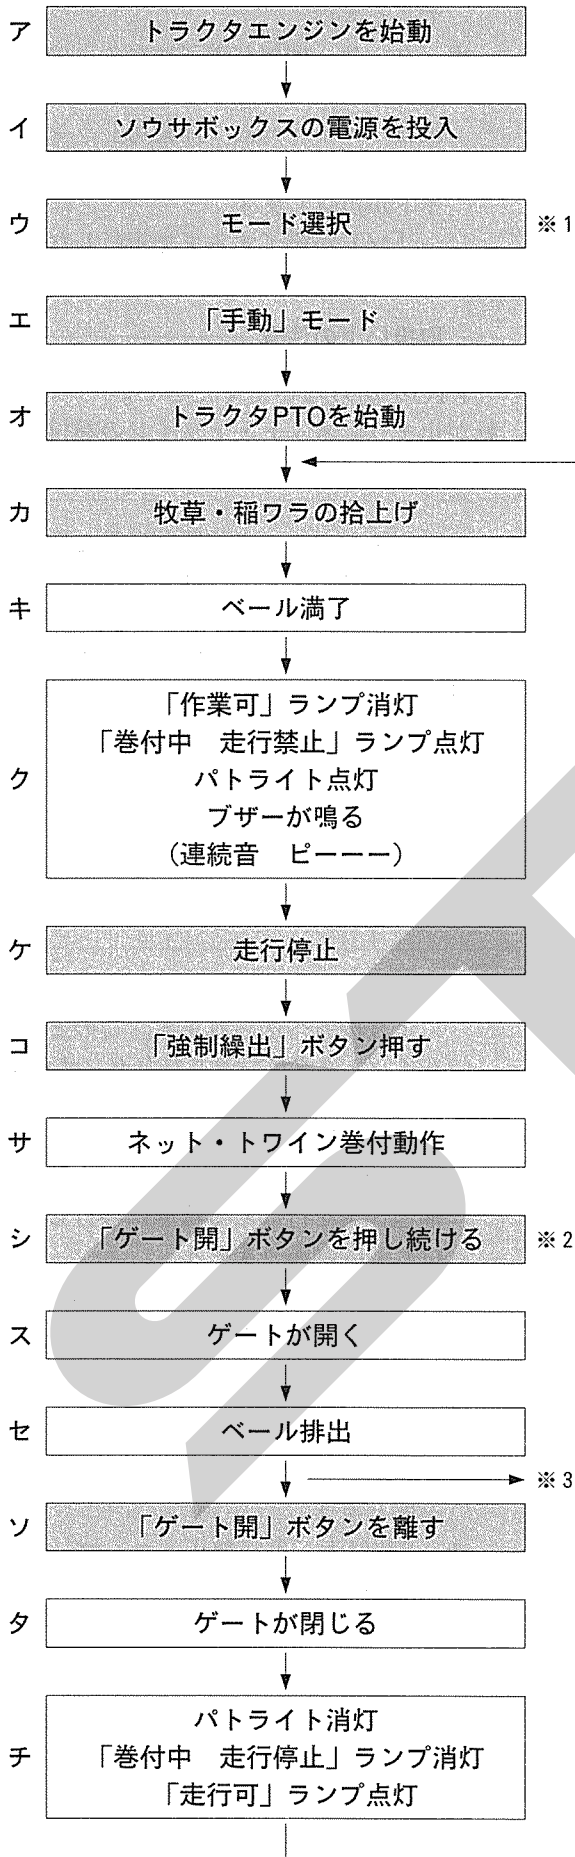 ア トラクタエンジンを始動
イ ソウサボックスの電源を投入
ウ モード選択 ※1
エ 「手動」モード
オ トラクタPTOを始動
カ 牧草・稲ワラの拾上げ
キ ベール満了
「作業可」ランプ消灯
「巻付中 走行禁止」ランプ点灯
ク パトライト点灯
ブザーが鳴る
(連続音 ピーーー)
ケ 走行停止
コ 「強制繰出」ボタン押す
サ ネット・トワイン巻付動作
シ 「ゲート開」ボタンを押し続ける ※2
ス ゲートが開く
セ ベール排出
※3
ソ 「ゲート開」ボタンを離す
タ ゲートが閉じる
パトライト消灯
チ 「巻付中 走行停止」ランプ消灯
「走行可」ランプ点灯